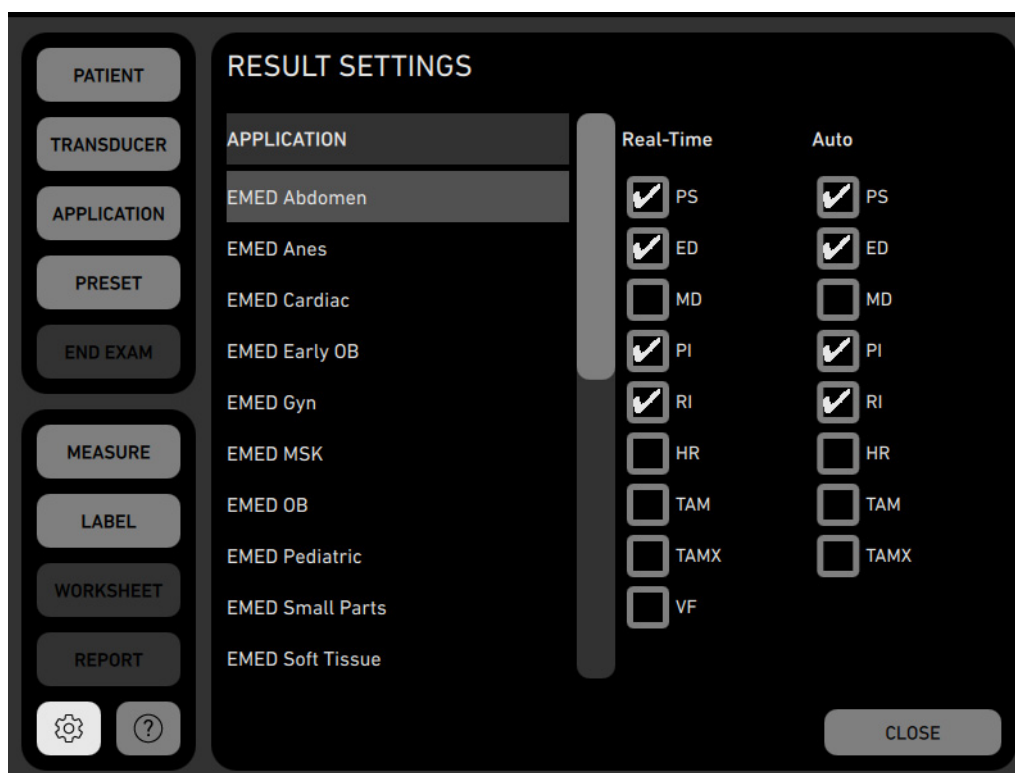 PATIENT
TRANSDUCER
APPLICATION
PRESET
END EXAM
MEASURE
LABEL
WORKSHEET
REPORT
?
RESULT SETTINGS
APPLICATION
EMED Abdomen
EMED Anes
EMED Cardiac
EMED Early OB
EMED Gyn
EMED MSK
EMED OB
EMED Pediatric
EMED Small Parts
EMED Soft Tissue
Real-Time
PS
ED
MD
PI
RI
HR
TAM
TAMX
VF
Auto
PS
ED
MD
PI
RI
HR
TAM
TAMX
CLOSE